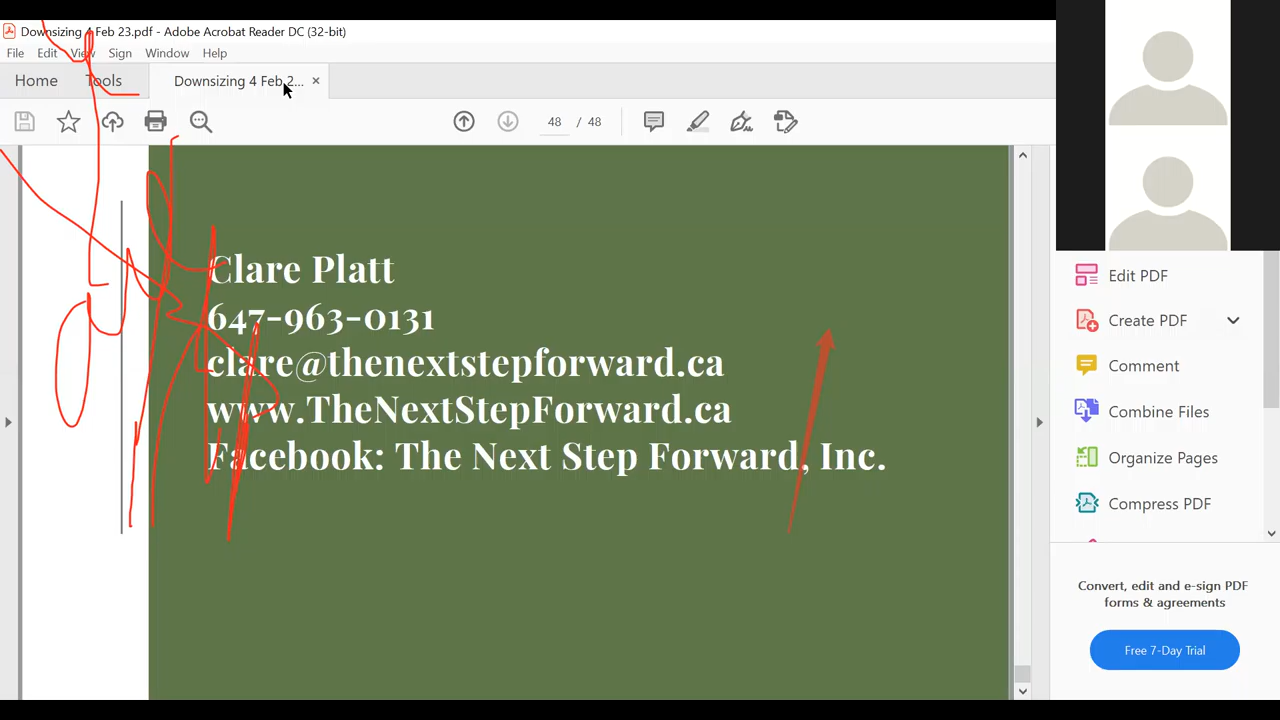 Downsizing 4 Feb 23.pdf - Adobe Acrobat Reader DC (32-bit)
File Edit View Sign Window Help
Home Tools Downsizing 4 Feb 2... ×
48 / 48
Clare Platt
647-963-0131
clare@thenextstepforward.ca
www.TheNextStepForward.ca
Facebook: The Next Step Forward, Inc.
Edit PDF
Create PDF
Comment
Combine Files
Organize Pages
Compress PDF
Convert, edit and e-sign PDF
forms & agreements
Free 7-Day Trial